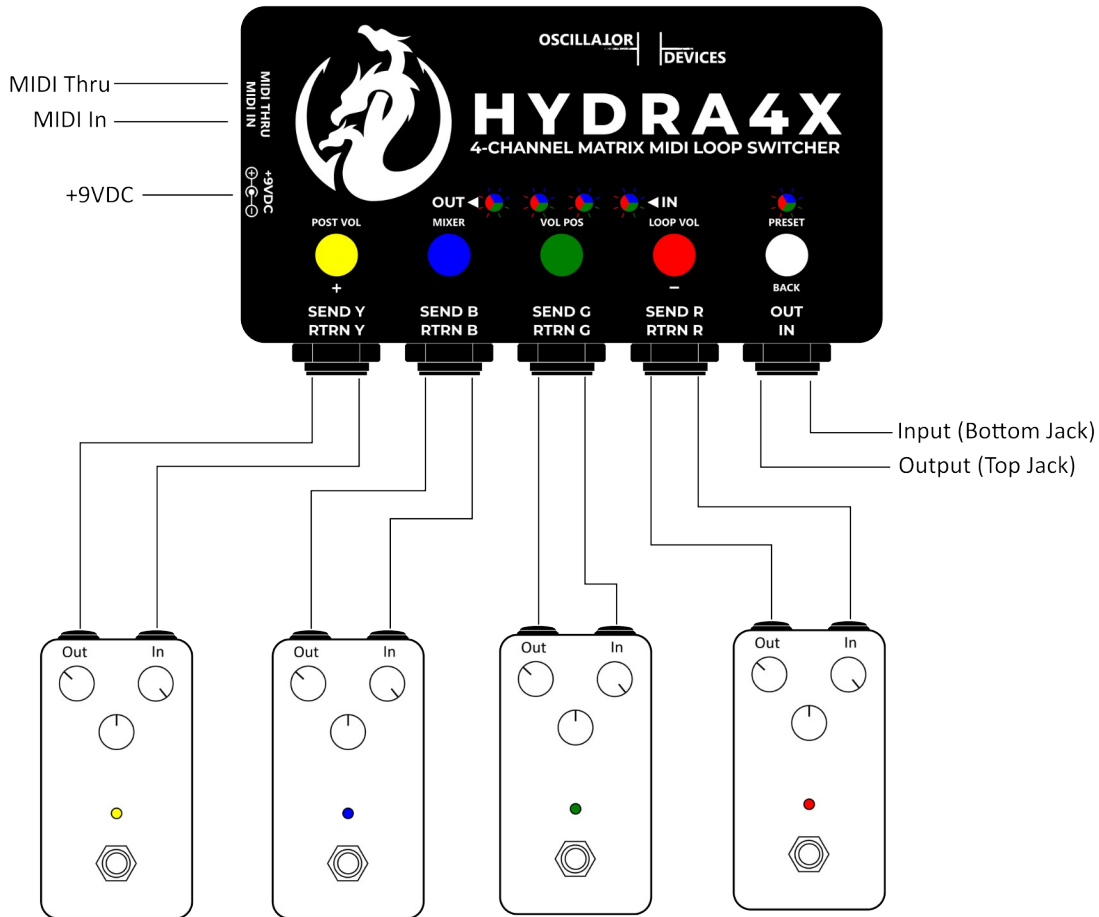 OSCILLATOR
DEVICES
HYDRA4X
4-CHANNEL MATRIX MIDI LOOP SWITCHER
MIDI Thru
MIDI In
+9VDC
MIDI THRU
MIDI IN
+9VDC
OUT
IN
POST VOL
MIXER
VOL POS
LOOP VOL
PRESET
+
−
BACK
SEND Y
RTRN Y
SEND B
RTRN B
SEND G
RTRN G
SEND R
RTRN R
OUT
IN
Input (Bottom Jack)
Output (Top Jack)
Out In
Out In
Out In
Out In